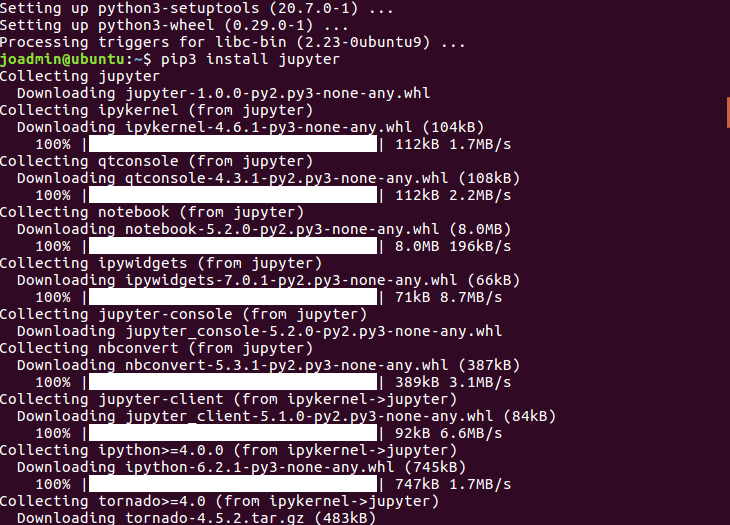 Setting up python3-setuptools (20.7.0-1) ...
Setting up python3-wheel (0.29.0-1) ...
Processing triggers for libc-bin (2.23-0ubuntu9) ...
joadmin@ubuntu:~$ pip3 install jupyter
Collecting jupyter
  Downloading jupyter-1.0.0-py2.py3-none-any.whl
Collecting ipykernel (from jupyter)
  Downloading ipykernel-4.6.1-py3-none-any.whl (104kB)
    100% || 112kB 1.7MB/s
Collecting qtconsole (from jupyter)
  Downloading qtconsole-4.3.1-py2.py3-none-any.whl (108kB)
    100% || 112kB 2.2MB/s
Collecting notebook (from jupyter)
  Downloading notebook-5.2.0-py2.py3-none-any.whl (8.0MB)
    100% || 8.0MB 196kB/s
Collecting ipywidgets (from jupyter)
  Downloading ipywidgets-7.0.1-py2.py3-none-any.whl (66kB)
    100% || 71kB 8.7MB/s
Collecting jupyter-console (from jupyter)
  Downloading jupyter_console-5.2.0-py2.py3-none-any.whl
Collecting nbconvert (from jupyter)
  Downloading nbconvert-5.3.1-py2.py3-none-any.whl (387kB)
    100% || 389kB 3.1MB/s
Collecting jupyter-client (from ipykernel->jupyter)
  Downloading jupyter_client-5.1.0-py2.py3-none-any.whl (84kB)
    100% || 92kB 6.6MB/s
Collecting ipython>=4.0.0 (from ipykernel->jupyter)
  Downloading ipython-6.2.1-py3-none-any.whl (745kB)
    100% || 747kB 1.7MB/s
Collecting tornado>=4.0 (from ipykernel->jupyter)
  Downloading tornado-4.5.2.tar.gz (483kB)